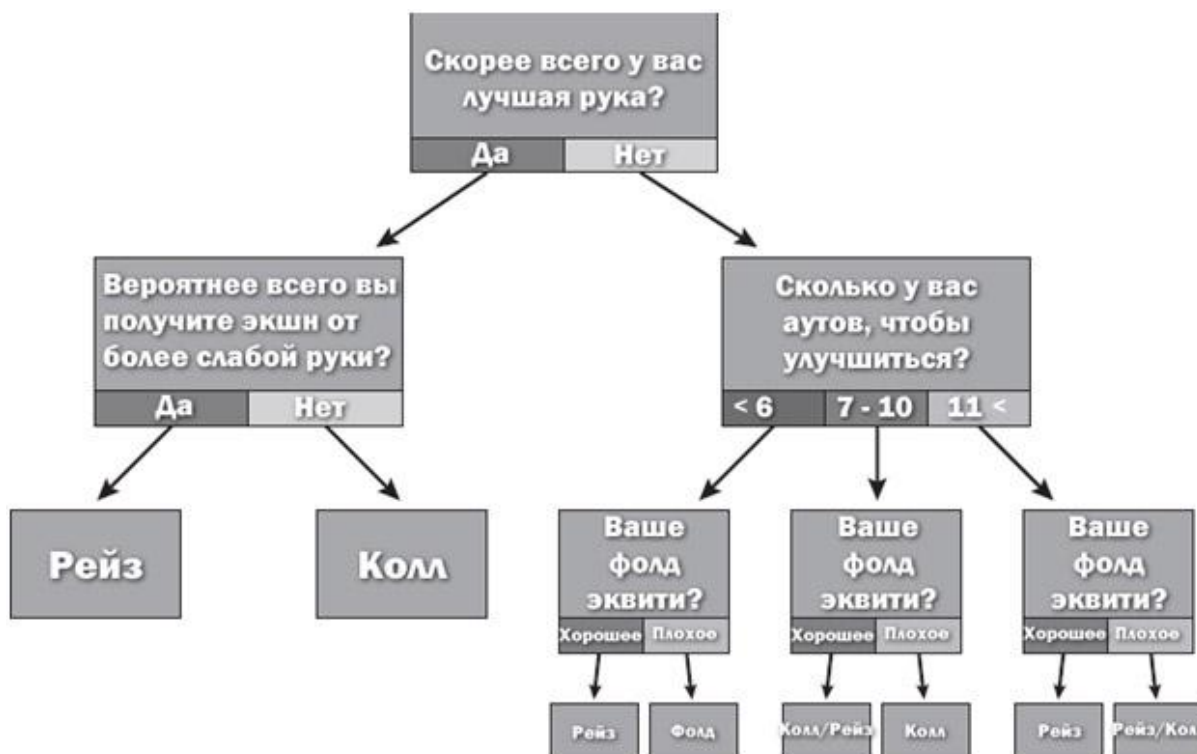 Скорее всего у вас
лучшая рука?
Да Нет
Вероятнее всего вы
получите экшн от
более слабой руки?
Да Нет
Сколько у вас
аутов, чтобы
улучшиться?
< 6 7 - 10 11 <
Рейз
Колл
Ваше
фолд
эквити?
Хорошее Плохое
Ваше
фолд
эквити?
Хорошее Плохое
Ваше
фолд
эквити?
Хорошее Плохое
Рейз
Фолд
Колл/Рейз
Колл
Рейз
Рейз/Колл